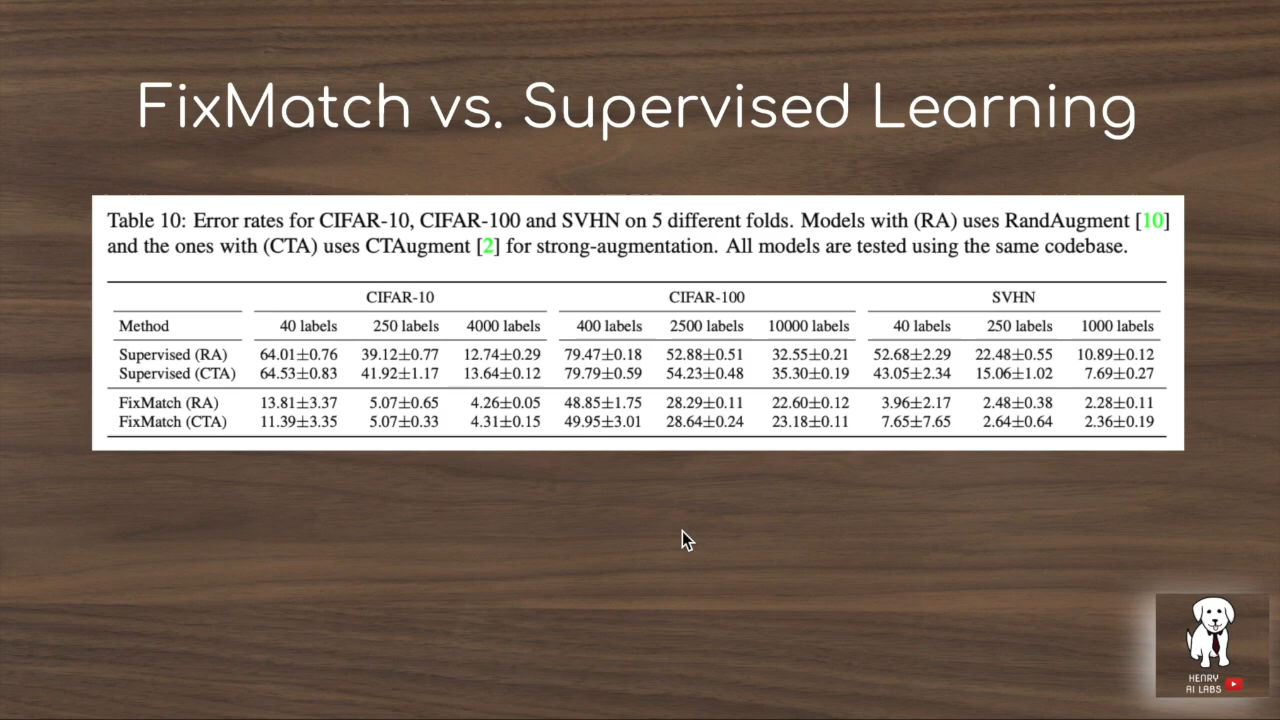 FixMatch vs. Supervised Learning
Table 10: Error rates for CIFAR-10, CIFAR-100 and SVHN on 5 different folds. Models with (RA) uses RandAugment [10]
and the ones with (CTA) uses CTAugment [2] for strong-augmentation. All models are tested using the same codebase.
CIFAR-10 CIFAR-100 SVHN
Method 40 labels 250 labels 4000 labels 400 labels 2500 labels 10000 labels 40 labels 250 labels 1000 labels
Supervised (RA) 64.01±0.76 39.12±0.77 12.74±0.29 79.47±0.18 52.88±0.51 32.55±0.21 52.68±2.29 22.48±0.55 10.89±0.12
Supervised (CTA) 64.53±0.83 41.92±1.17 13.64±0.12 79.79±0.59 54.23±0.48 35.30±0.19 43.05±2.34 15.06±1.02 7.69±0.27
FixMatch (RA) 13.81±3.37 5.07±0.65 4.26±0.05 48.85±1.75 28.29±0.11 22.60±0.12 3.96±2.17 2.48±0.38 2.28±0.11
FixMatch (CTA) 11.39±3.35 5.07±0.33 4.31±0.15 49.95±3.01 28.64±0.24 23.18±0.11 7.65±7.65 2.64±0.64 2.36±0.19
HENRY
AI LABS